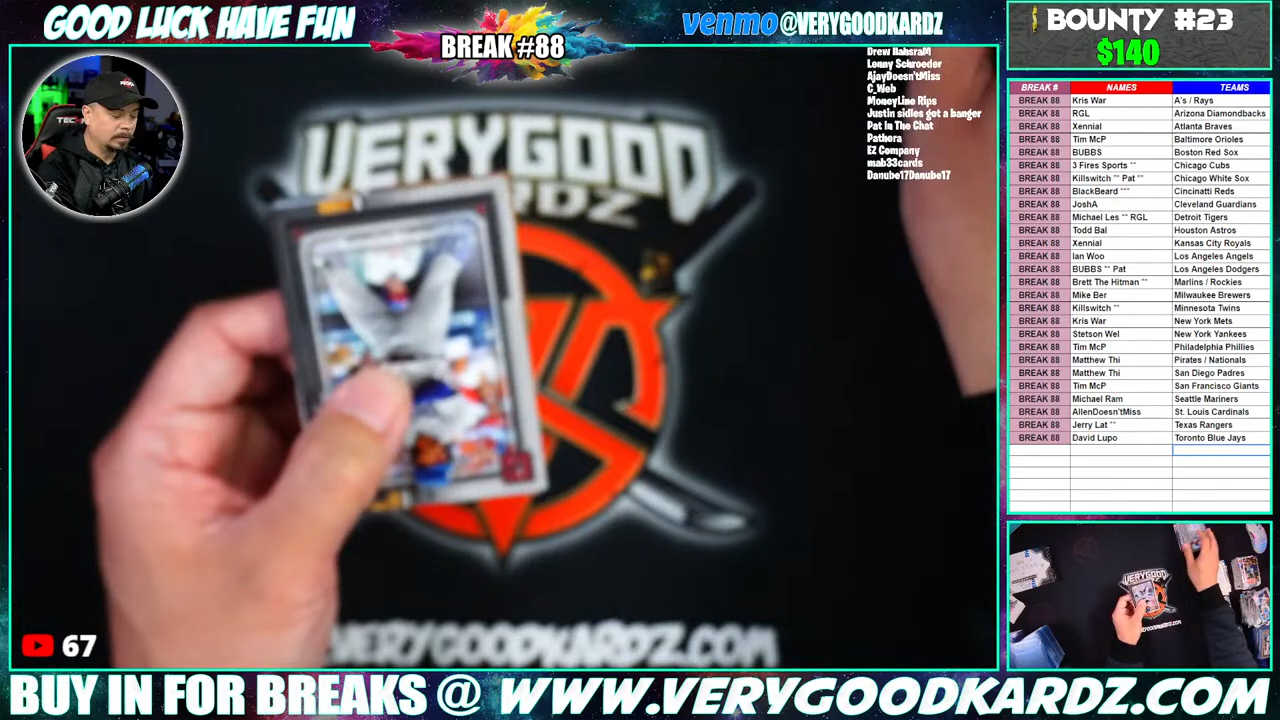 GOOD LUCK HAVE FUN
BREAK #88
venmo @VERYGOODKARDZ
BOUNTY #23
$140
Drew HahsraM
Lenny Schroeder
AjayDoesn'tMiss
C_Web
MoneyLine Rips
Justin sidles got a banger
Pat In The Chat
Pathora
EZ Company
mab33cards
Danube17Danube17
BREAK # NAMES TEAMS
BREAK 88 Kris War A's / Rays
BREAK 88 RGL Arizona Diamondbacks
BREAK 88 Xennial Atlanta Braves
BREAK 88 Tim McP Baltimore Orioles
BREAK 88 BUBBS Boston Red Sox
BREAK 88 3 Fires Sports ** Chicago Cubs
BREAK 88 Killswitch ** Pat ** Chicago White Sox
BREAK 88 BlackBeard *** Cincinatti Reds
BREAK 88 JoshA Cleveland Guardians
BREAK 88 Michael Les ** RGL Detroit Tigers
BREAK 88 Todd Bal Houston Astros
BREAK 88 Xennial Kansas City Royals
BREAK 88 Ian Woo Los Angeles Angels
BREAK 88 BUBBS ** Pat Los Angeles Dodgers
BREAK 88 Brett The Hitman ** Marlins / Rockies
BREAK 88 Mike Ber Milwaukee Brewers
BREAK 88 Killswitch ** Minnesota Twins
BREAK 88 Kris War New York Mets
BREAK 88 Stetson Wel New York Yankees
BREAK 88 Tim McP Philadelphia Phillies
BREAK 88 Matthew Thi Pirates / Nationals
BREAK 88 Matthew Thi San Diego Padres
BREAK 88 Tim McP San Francisco Giants
BREAK 88 Michael Ram Seattle Mariners
BREAK 88 AllenDoesn'tMiss St. Louis Cardinals
BREAK 88 Jerry Lat ** Texas Rangers
BREAK 88 David Lupo Toronto Blue Jays
VERYGOOD
KARDZ
VERYGOODKARDZ.COM
67
VERYGOOD
BUY IN FOR BREAKS @ WWW.VERYGOODKARDZ.COM